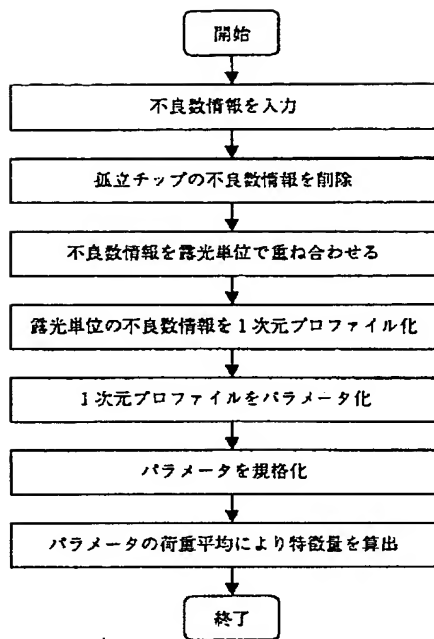 開始
不良数情報を入力
孤立チップの不良数情報を削除
不良数情報を露光単位で重ね合わせる
露光単位の不良数情報を１次元プロファイル化
１次元プロファイルをパラメータ化
パラメータを規格化
パラメータの荷重平均により特徴量を算出
終了